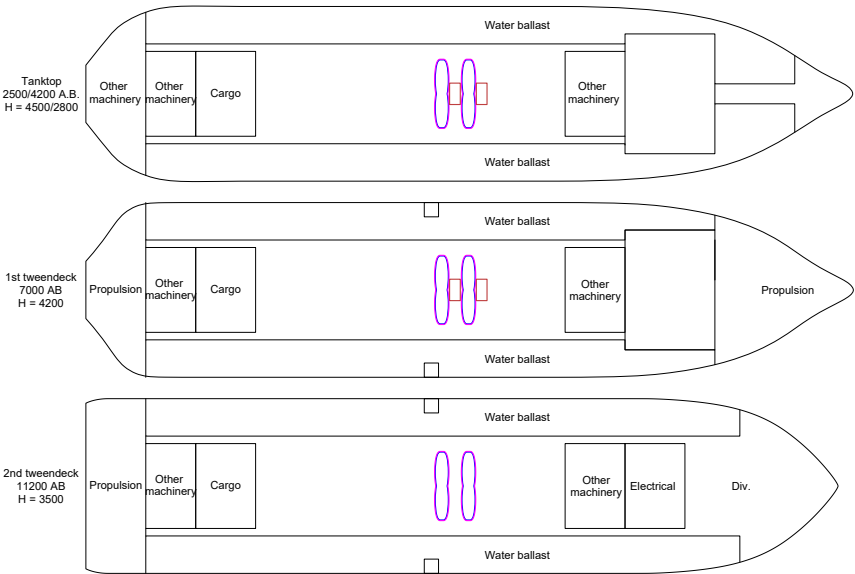 Water ballast
Tanktop
2500/4200 A.B.
H = 4500/2800
Other
machinery
Other
machinery
Cargo
Other
machinery
Water ballast
Water ballast
1st tweendeck
7000 AB
H = 4200
Propulsion
Other
machinery
Cargo
Other
machinery
Propulsion
Water ballast
Water ballast
2nd tweendeck
11200 AB
H = 3500
Propulsion
Other
machinery
Cargo
Other
machinery
Electrical
Div.
Water ballast